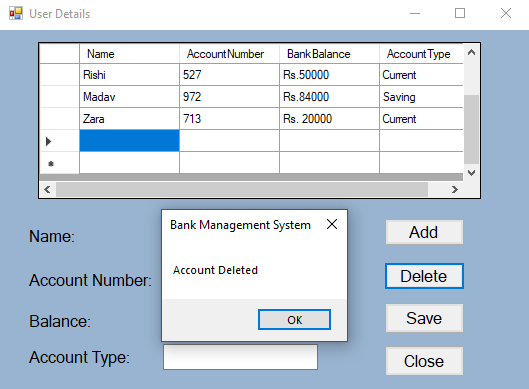 User Details
Name AccountNumber BankBalance AccountType
Rishi 527 Rs.50000 Current
Madav 972 Rs.84000 Saving
Zara 713 Rs. 20000 Current
Bank Management System
Account Deleted
OK
Name:
Account Number:
Balance:
Account Type:
Add
Delete
Save
Close